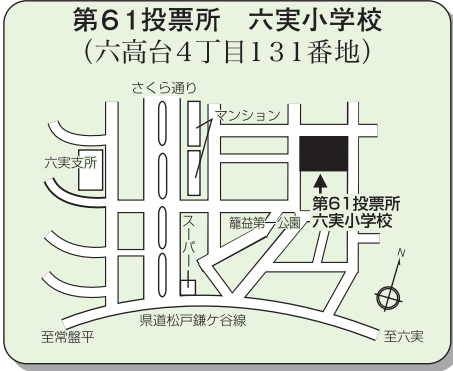 第61投票所　六実小学校
（六高台４丁目１３１番地）
さくら通り
マンション
六実支所
第61投票所
六実小学校
スーパー
籠益第一公園
N
県道松戸鎌ケ谷線
至常盤平
至六実